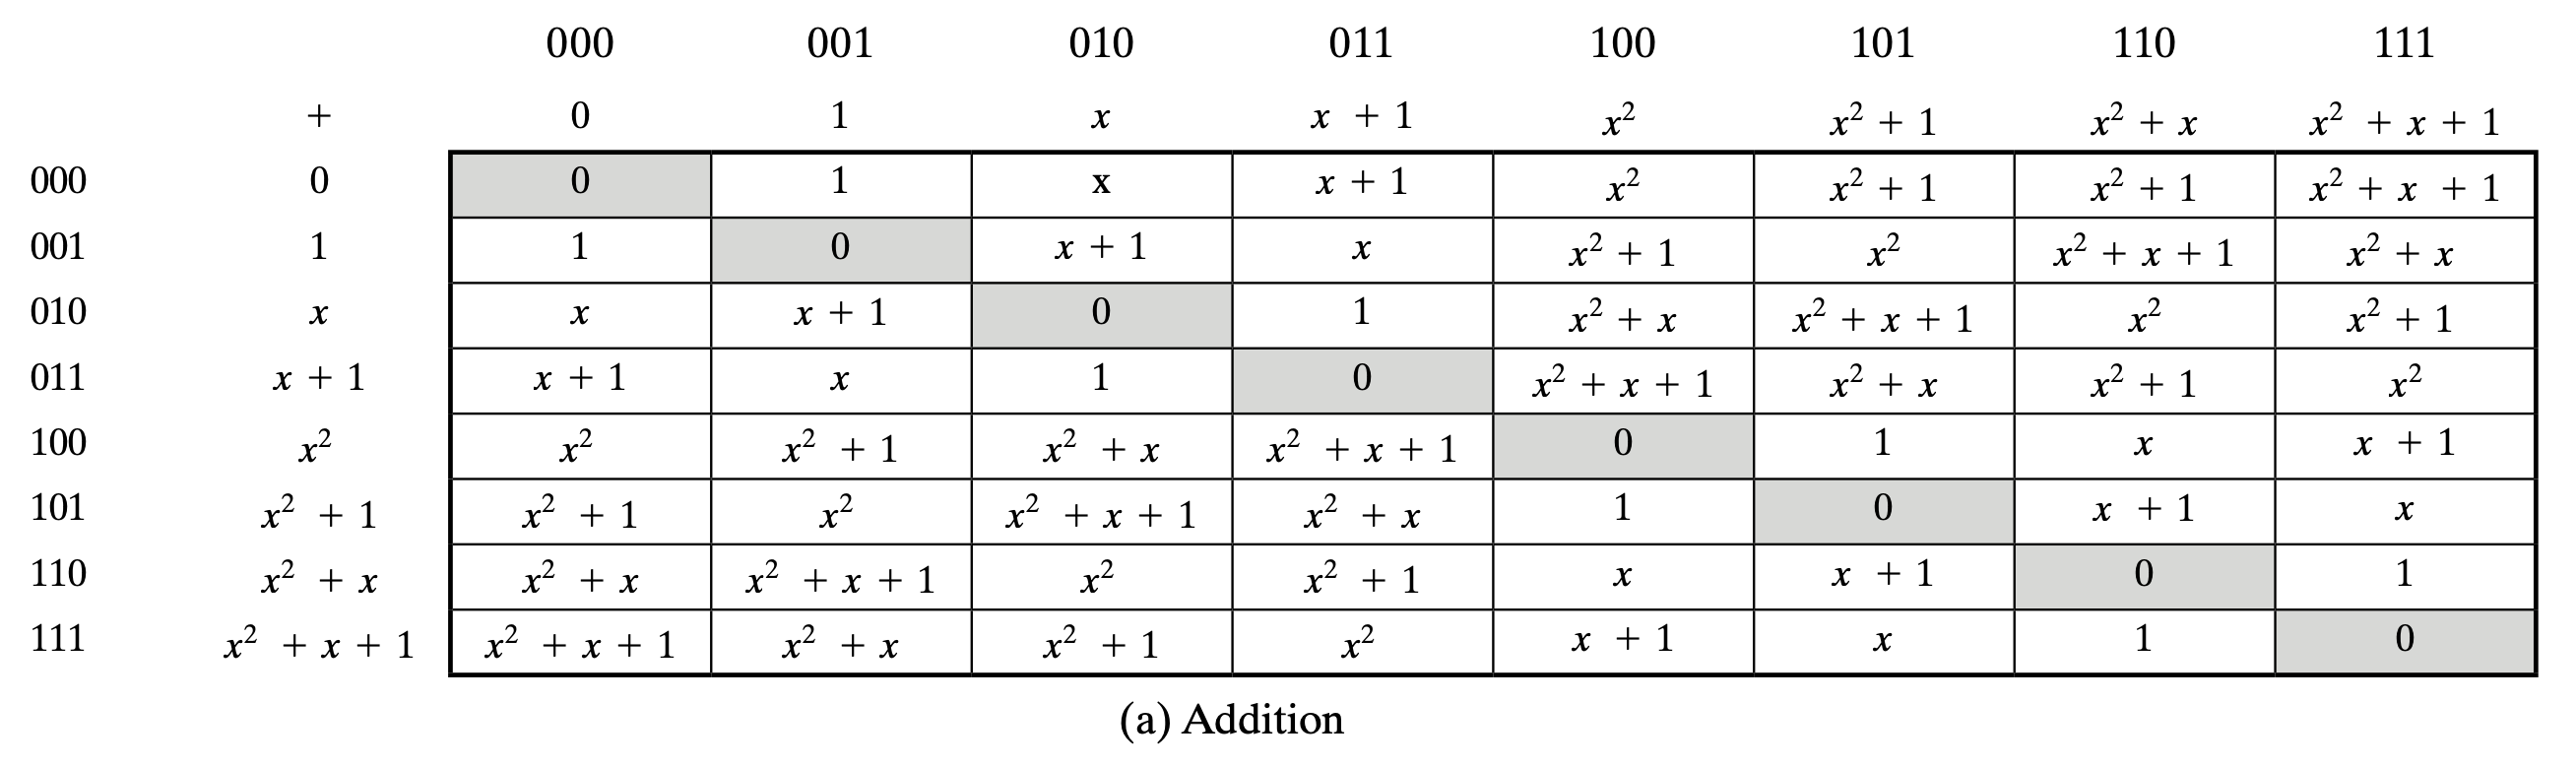 000 001 010 011 100 101 110 111
+ 0 1 x x + 1 x² x² + 1 x² + x x² + x + 1
000 0 0 1 x x + 1 x² x² + 1 x² + 1 x² + x + 1
001 1 1 0 x + 1 x x² + 1 x² x² + x + 1 x² + x
010 x x x + 1 0 1 x² + x x² + x + 1 x² x² + 1
011 x + 1 x + 1 x 1 0 x² + x + 1 x² + x x² + 1 x²
100 x² x² x² + 1 x² + x x² + x + 1 0 1 x x + 1
101 x² + 1 x² + 1 x² x² + x + 1 x² + x 1 0 x + 1 x
110 x² + x x² + x x² + x + 1 x² x² + 1 x x + 1 0 1
111 x² + x + 1 x² + x + 1 x² + x x² + 1 x² x + 1 x 1 0
(a) Addition